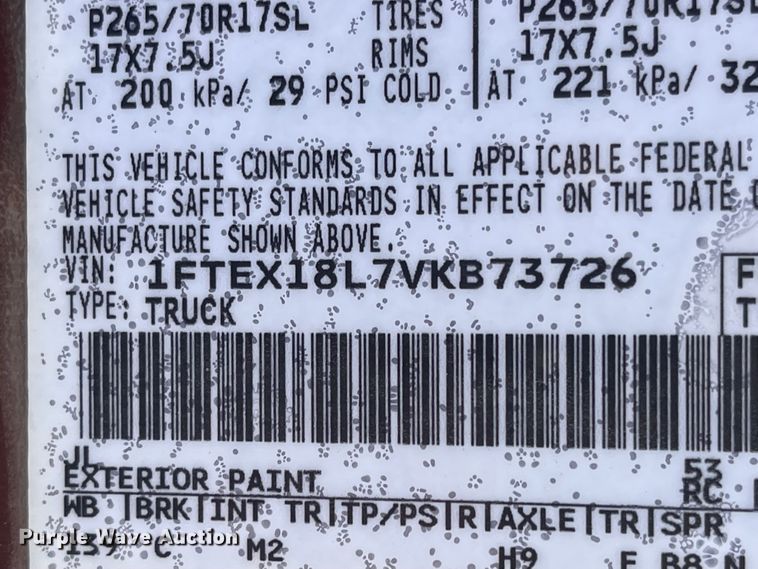 P265/70R17SL TIRES P265/70R17SL
17X7.5J RIMS 17X7.5J
AT 200 kPa/ 29 PSI COLD AT 221 kPa/ 32
THIS VEHICLE CONFORMS TO ALL APPLICABLE FEDERAL
VEHICLE SAFETY STANDARDS IN EFFECT ON THE DATE
MANUFACTURE SHOWN ABOVE.
VIN: 1FTEX18L7VKB73726
F
TYPE: TRUCK
T
JL 53
EXTERIOR PAINT RC
WB |BRK|INT TR|TP/PS|R|AXLE|TR|SPR
139 C M2 H9 E B8 N
Purple Wave Auction